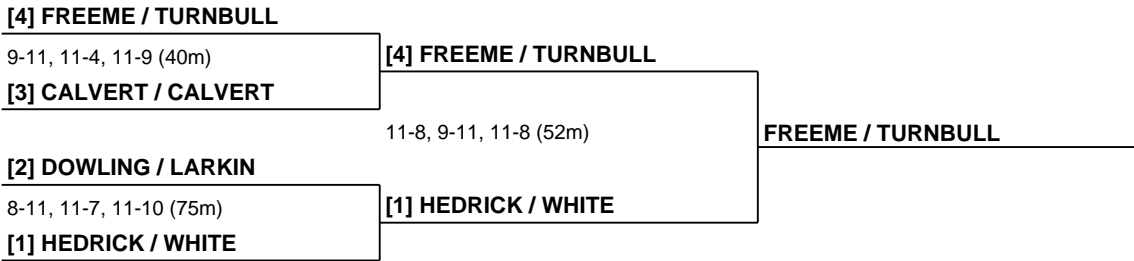 [4] FREEME / TURNBULL
9-11, 11-4, 11-9 (40m)
[3] CALVERT / CALVERT
[4] FREEME / TURNBULL
11-8, 9-11, 11-8 (52m)
FREEME / TURNBULL
[2] DOWLING / LARKIN
8-11, 11-7, 11-10 (75m)
[1] HEDRICK / WHITE
[1] HEDRICK / WHITE